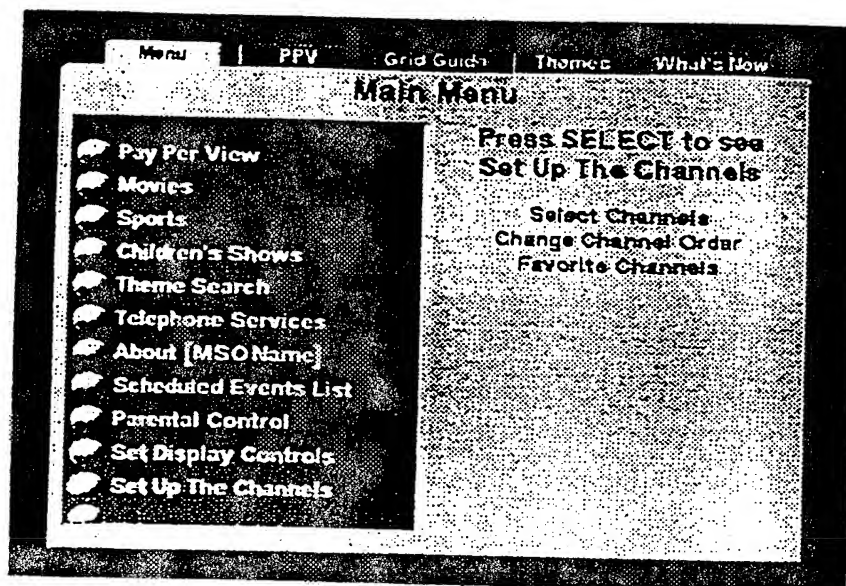 Menu | PPV Grid Guide | Themes What's Now
Main Menu
Pay Per View
Movies
Sports
Children's Shows
Theme Search
Telephone Services
About [MSO Name]
Scheduled Events List
Parental Control
Set Display Controls
Set Up The Channels
Press SELECT to see
Set Up The Channels
Select Channels
Change Channel Order
Favorite Channels